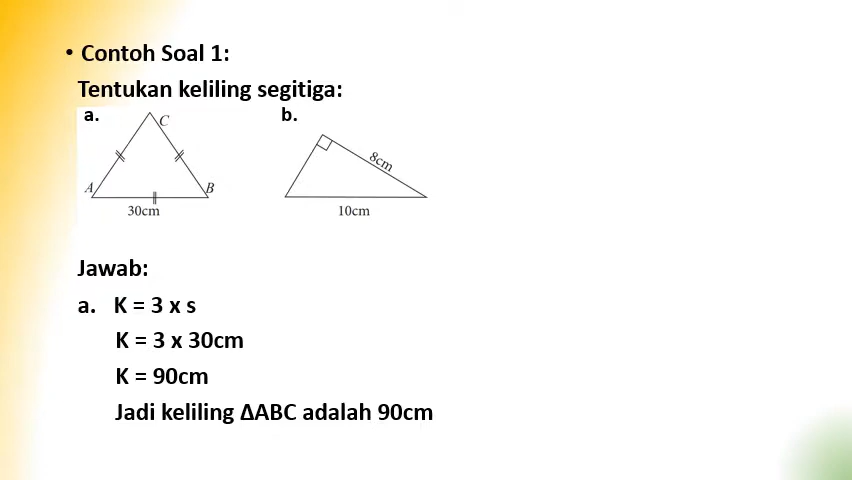 • Contoh Soal 1:
Tentukan keliling segitiga:
a. b.
C
8cm
A B
30cm 10cm
Jawab:
a. K = 3 x s
K = 3 x 30cm
K = 90cm
Jadi keliling ΔABC adalah 90cm